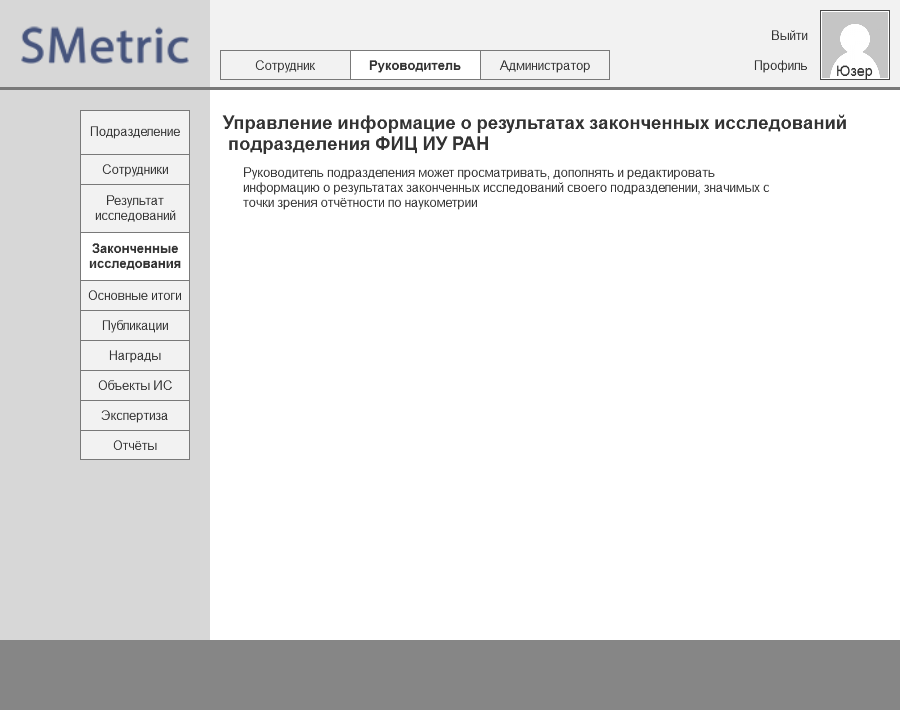 SMetric
Сотрудник
Руководитель
Администратор
Выйти
Профиль
Юзер
Подразделение
Сотрудники
Результат
исследований
Законченные
исследования
Основные итоги
Публикации
Награды
Объекты ИС
Экспертиза
Отчёты
Управление информацие о результатах законченных исследований
подразделения ФИЦ ИУ РАН
Руководитель подразделения может просматривать, дополнять и редактировать
информацию о результатах законченных исследований своего подразделении, значимых с
точки зрения отчётности по наукометрии